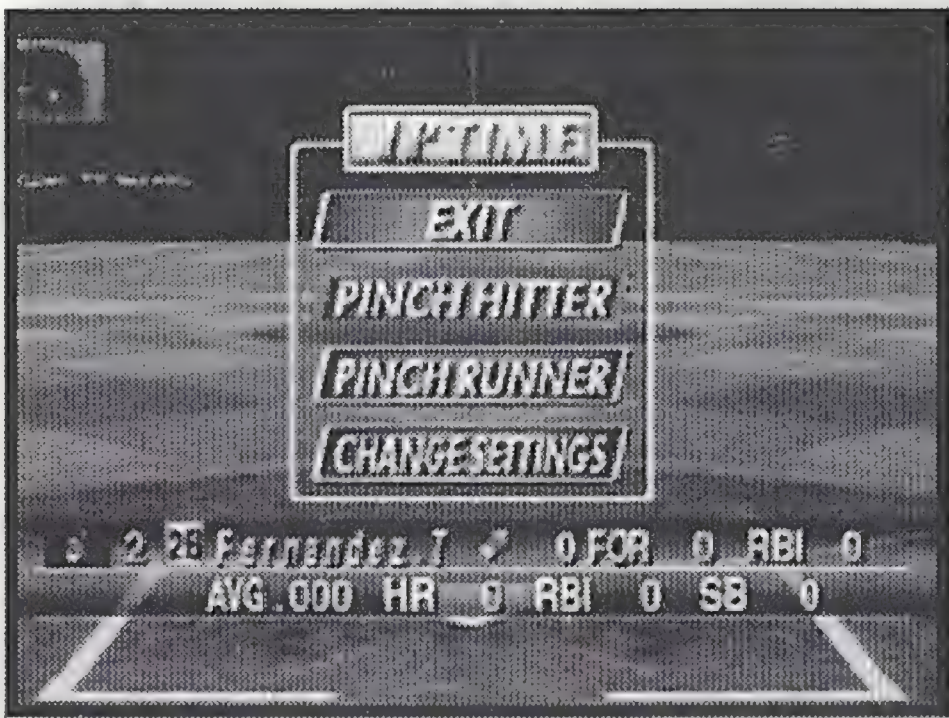 EXIT
PINCH HITTER
PINCH RUNNER
CHANGE SETTINGS
2 26 Fernandez.T 0 FOR 0 RBI 0
AVG .000 HR 0 RBI 0 SB 0